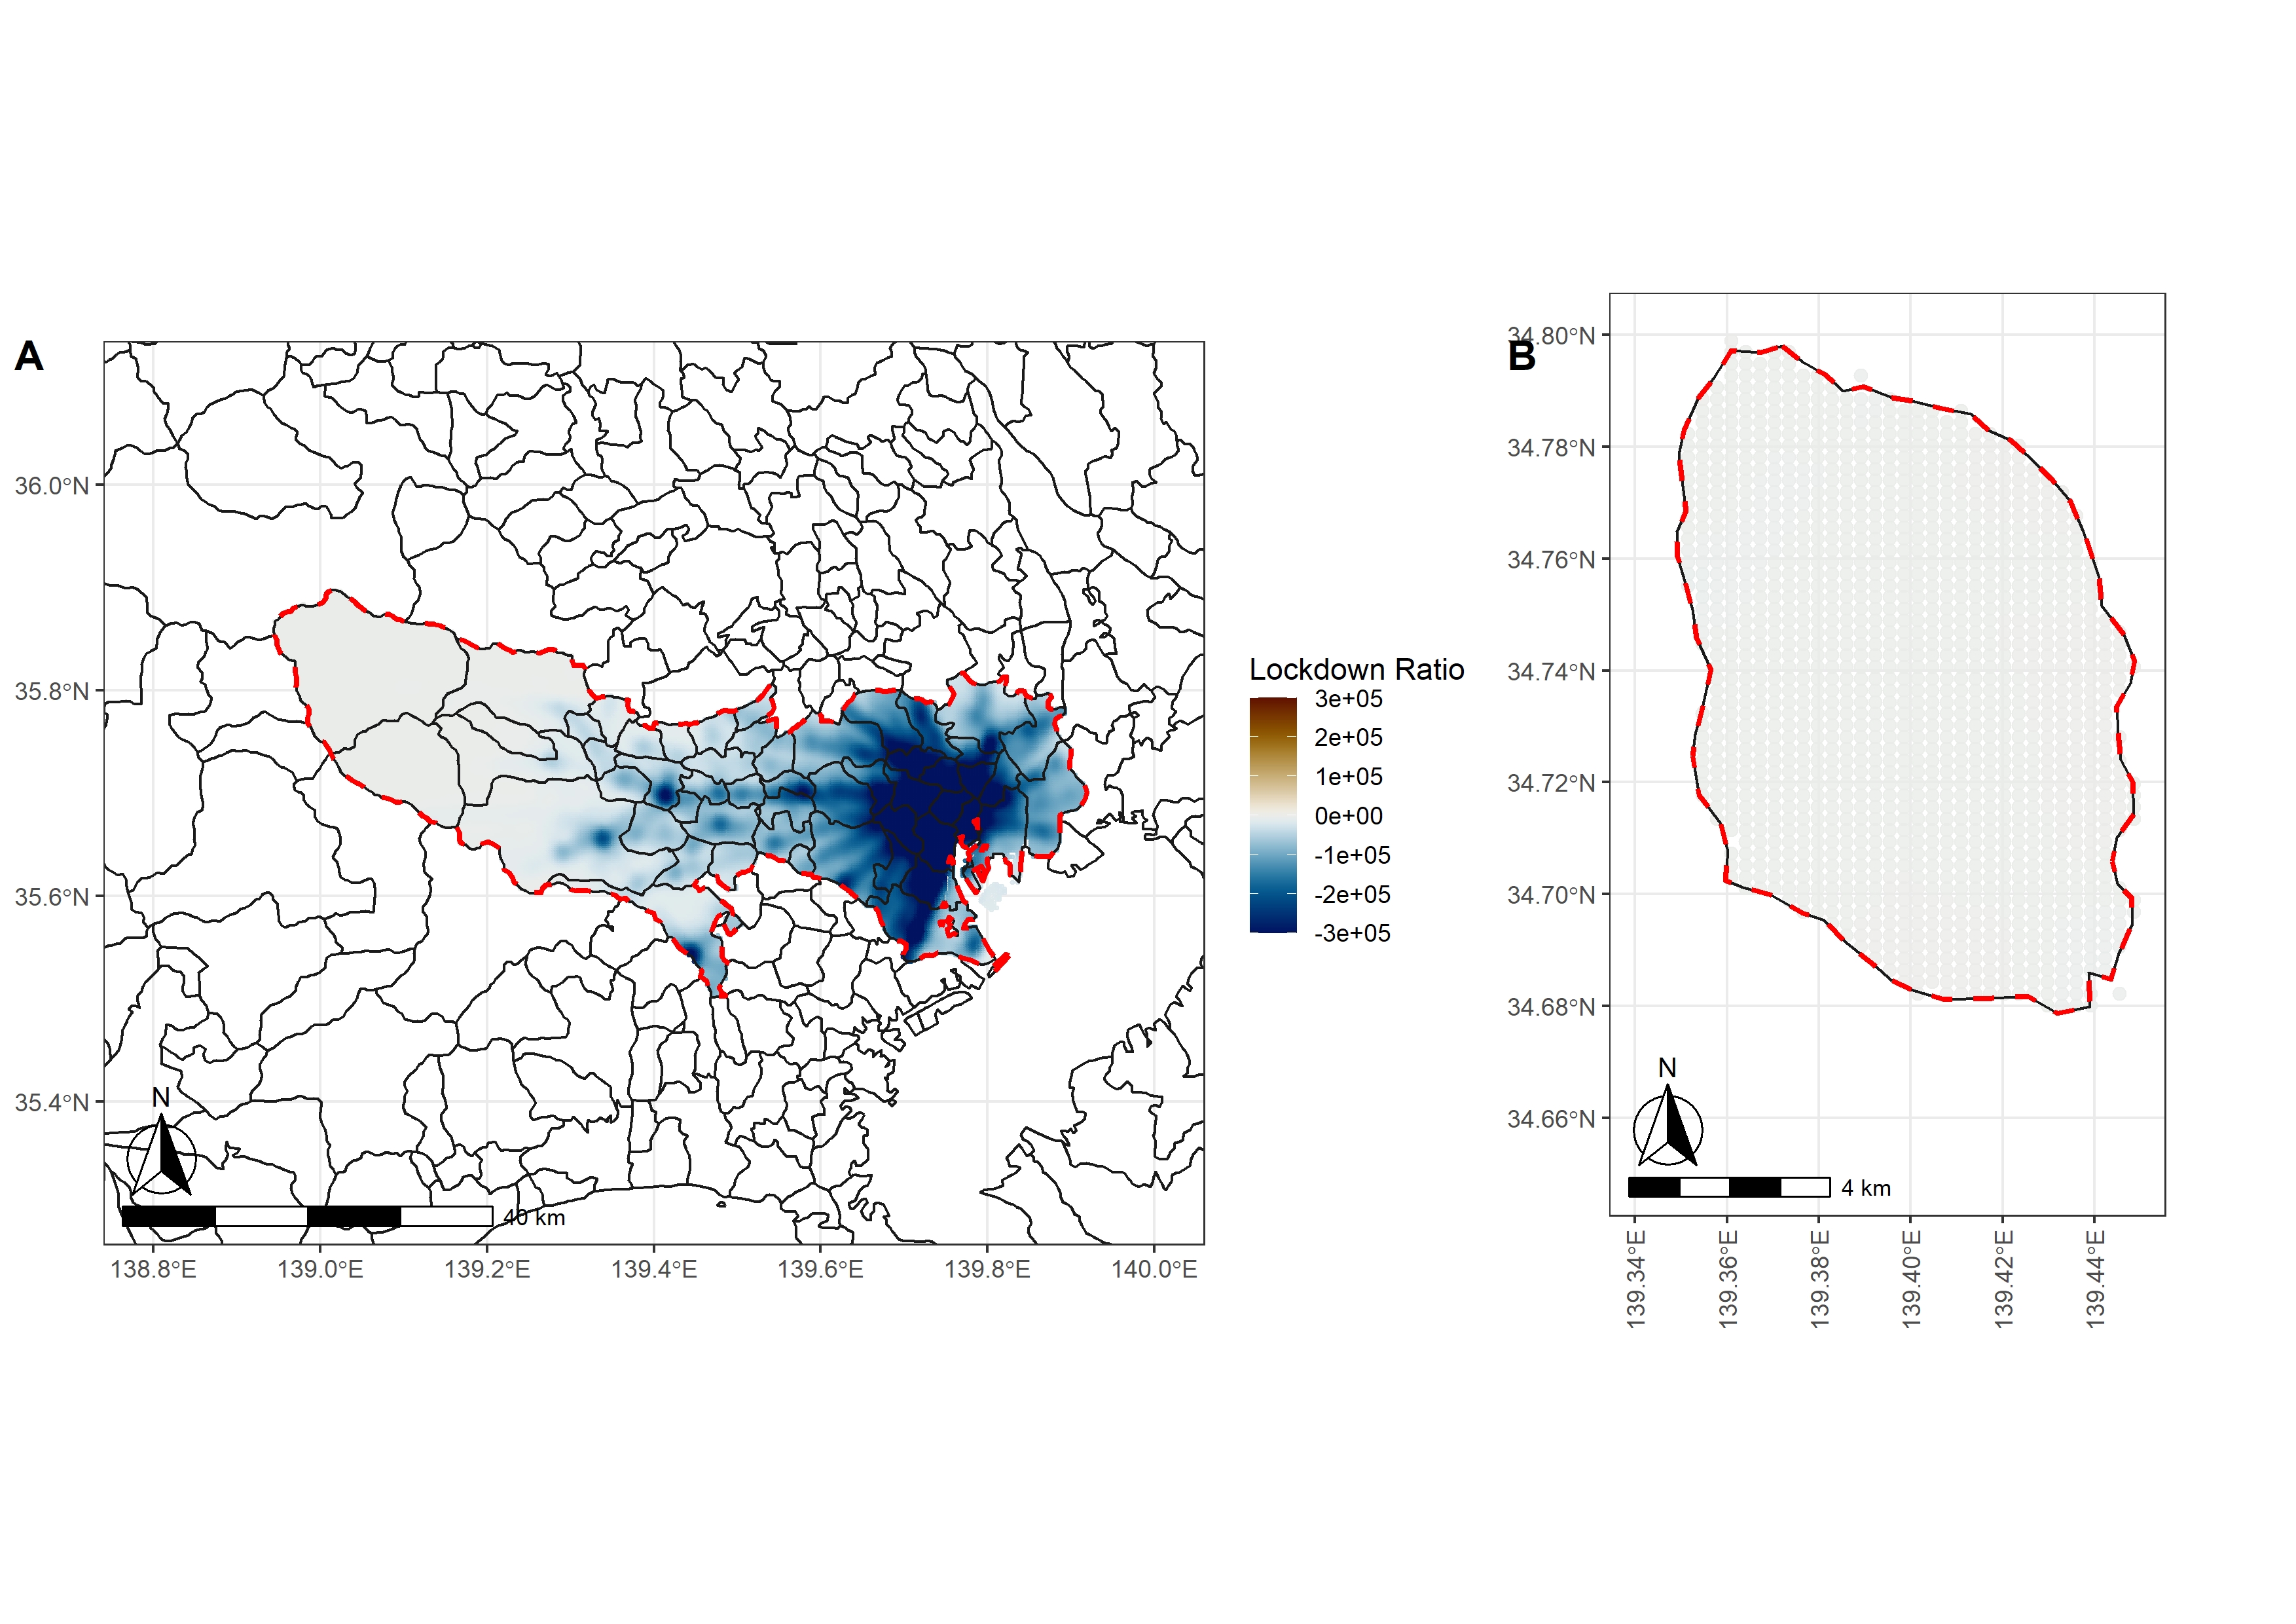 A
36.0°N
35.8°N
35.6°N
35.4°N
N
40 km
138.8°E
139.0°E
139.2°E
139.4°E
139.6°E
139.8°E
140.0°E
Lockdown Ratio
3e+05
2e+05
1e+05
0e+00
-1e+05
-2e+05
-3e+05
B
34.80°N
34.78°N
34.76°N
34.74°N
34.72°N
34.70°N
34.68°N
34.66°N
N
4 km
139.34°E
139.36°E
139.38°E
139.40°E
139.42°E
139.44°E